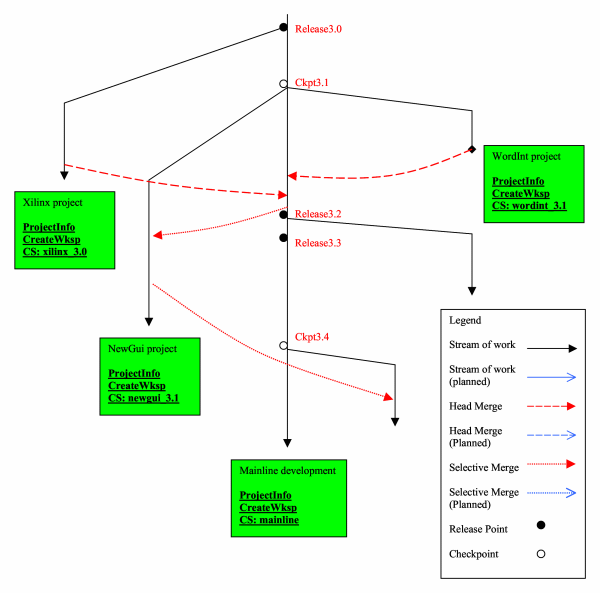 Release3.0
Ckpt3.1
WordInt project
ProjectInfo
CreateWksp
CS: wordint_3.1
Xilinx project
ProjectInfo
CreateWksp
CS: xilinx_3.0
Release3.2
Release3.3
Ckpt3.4
NewGui project
ProjectInfo
CreateWksp
CS: newgui_3.1
Mainline development
ProjectInfo
CreateWksp
CS: mainline
Legend
Stream of work
Stream of work
(planned)
Head Merge
Head Merge
(Planned)
Selective Merge
Selective Merge
(Planned)
Release Point
Checkpoint